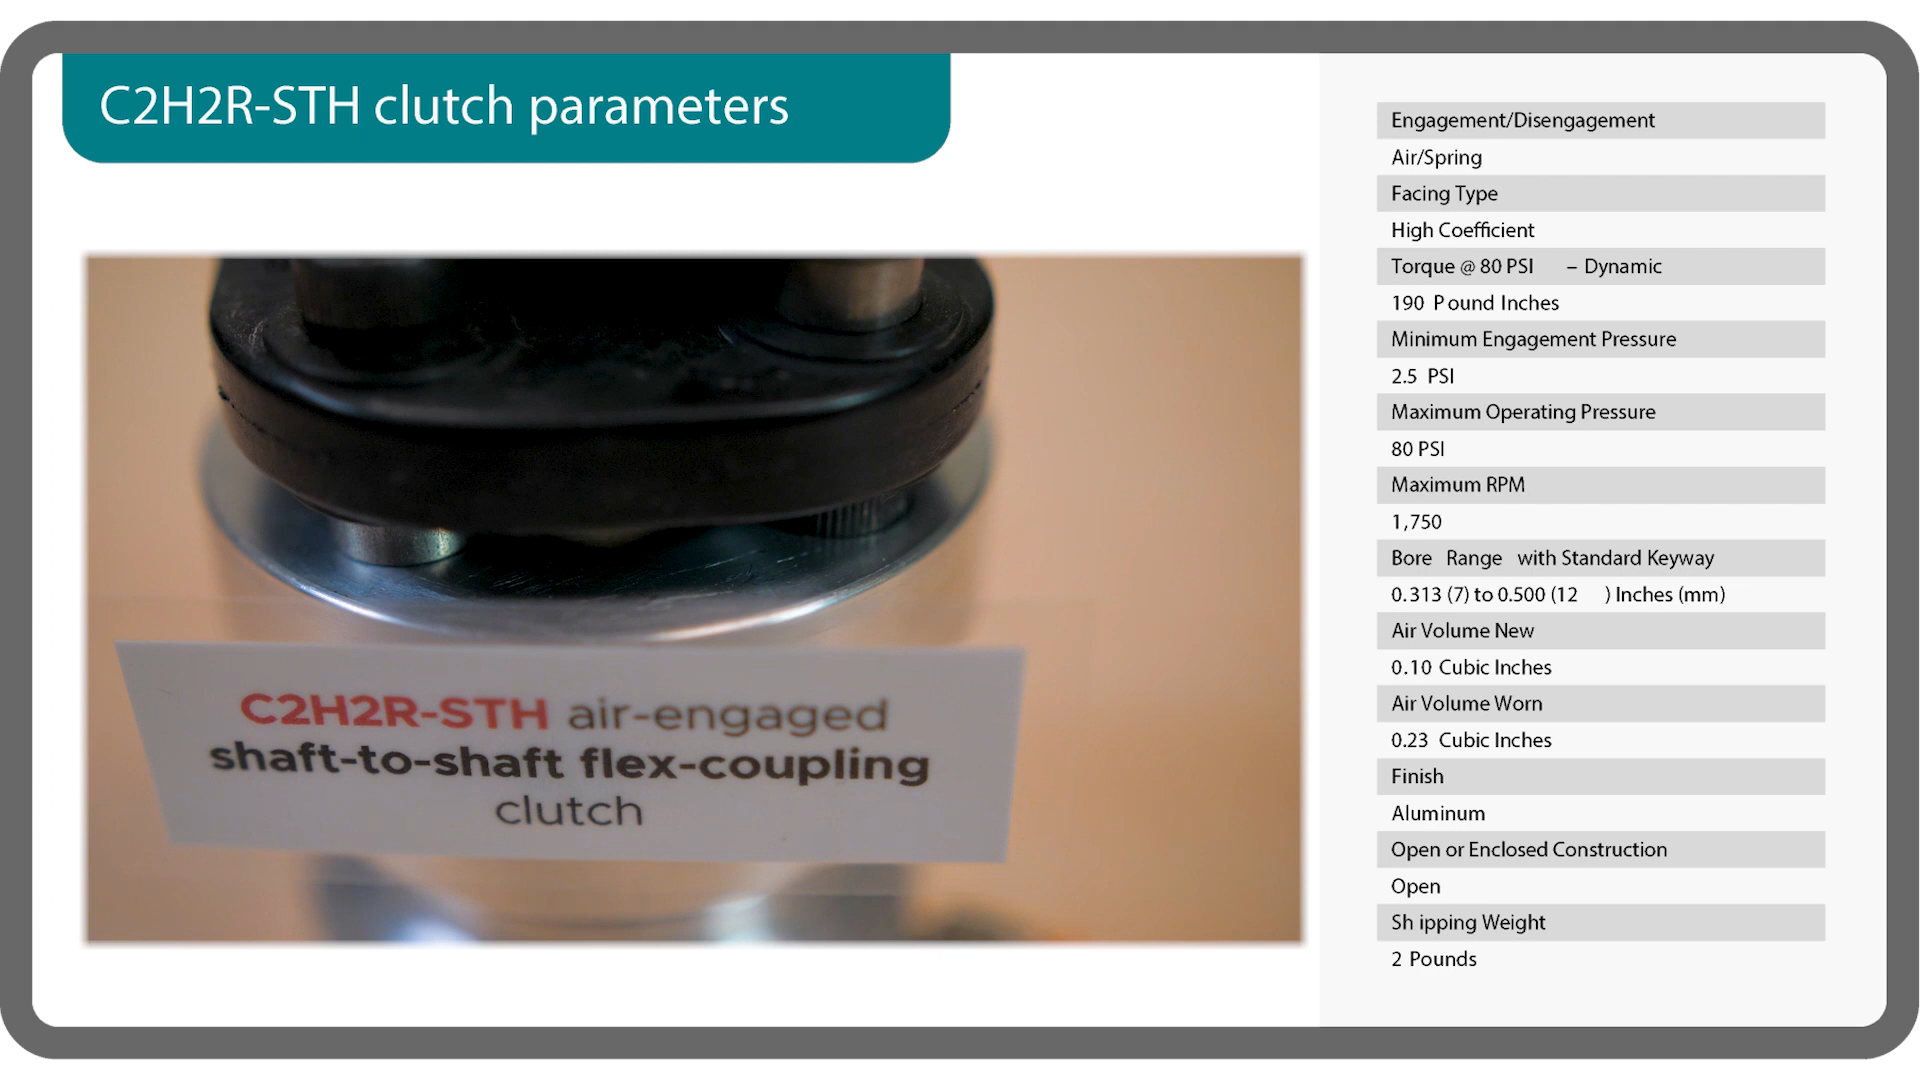 C2H2R-STH clutch parameters
C2H2R-STH air-engaged
shaft-to-shaft flex-coupling
clutch
Engagement/Disengagement
Air/Spring
Facing Type
High Coefficient
Torque @ 80 PSI – Dynamic
190 Pound Inches
Minimum Engagement Pressure
2.5 PSI
Maximum Operating Pressure
80 PSI
Maximum RPM
1,750
Bore Range with Standard Keyway
0.313 (7) to 0.500 (12 ) Inches (mm)
Air Volume New
0.10 Cubic Inches
Air Volume Worn
0.23 Cubic Inches
Finish
Aluminum
Open or Enclosed Construction
Open
Sh ipping Weight
2 Pounds